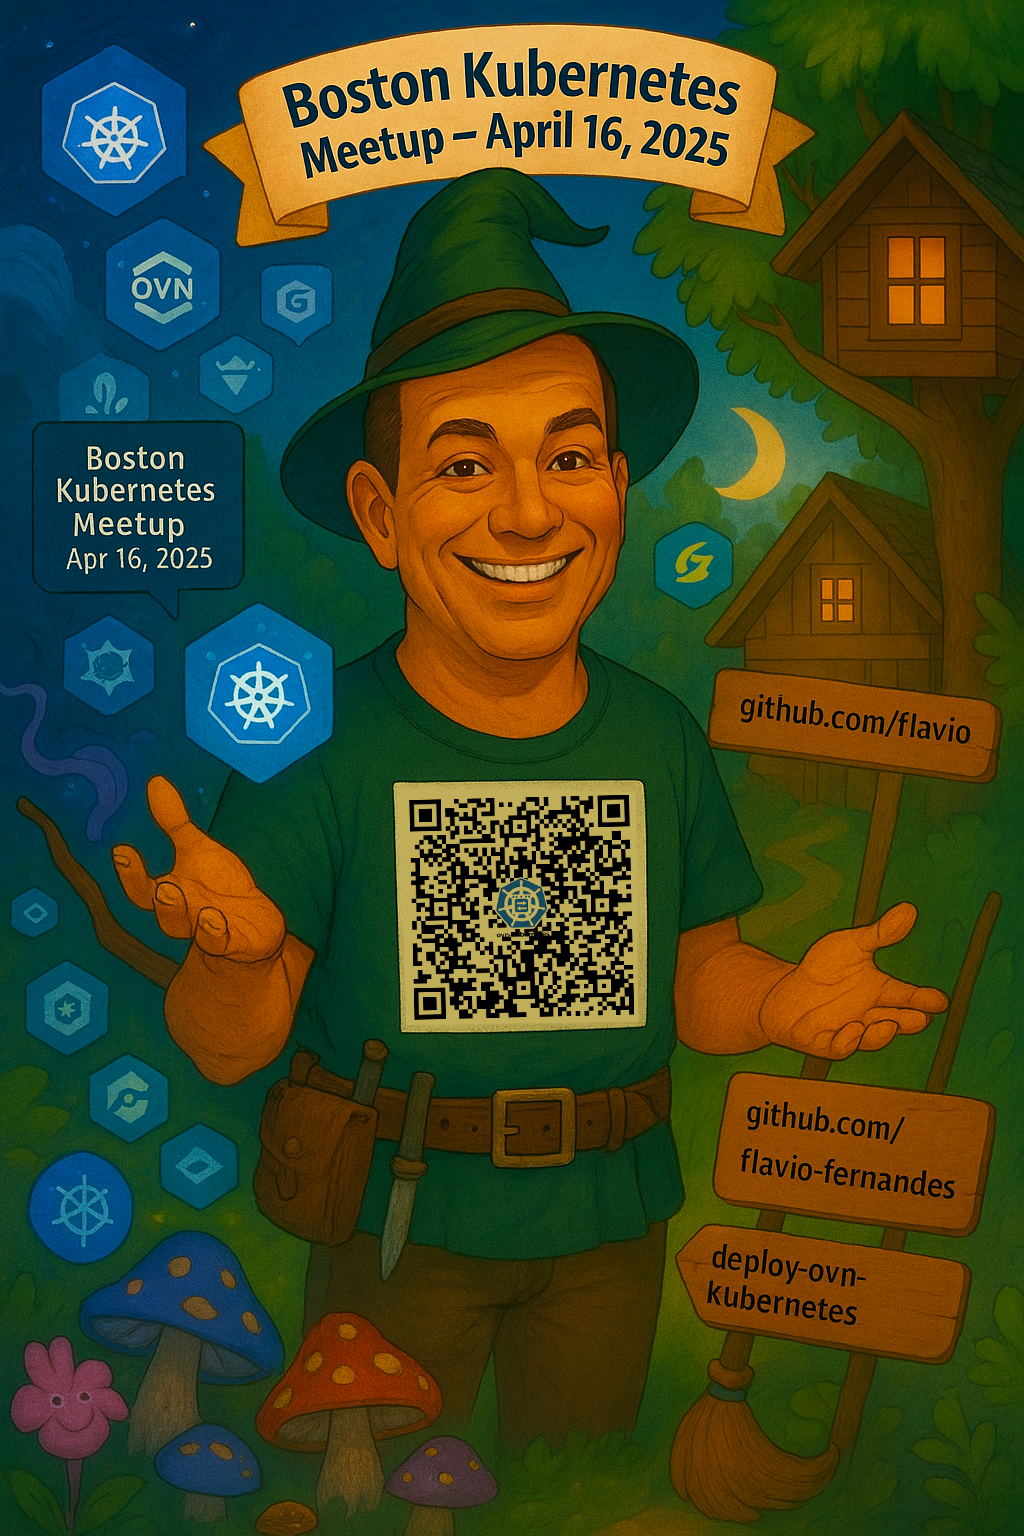 Boston Kubernetes
Meetup – April 16, 2025
OVN
G
Boston
Kubernetes
Meetup
Apr 16, 2025
github.com/flavio
github.com/
flavio-fernandes
deploy-ovn-
kubernetes